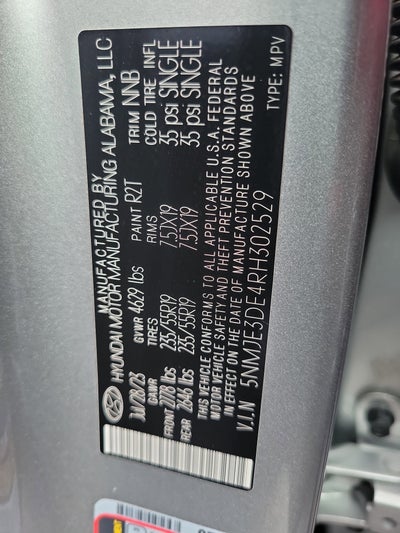 MANUFACTURED BY
HYUNDAI MOTOR MANUFACTURING ALABAMA, LLC
GVWR 4629 lbs PAINT R2T TRIM NNB
GAWR TIRES RIMS COLD TIRE INFL
FRONT 2778 lbs 235/55R19 7.5JX19 35 psi SINGLE
REAR 2646 lbs 235/55R19 7.5JX19 35 psi SINGLE
THIS VEHICLE CONFORMS TO ALL APPLICABLE U.S.A. FEDERAL
MOTOR VEHICLE SAFETY AND THEFT PREVENTION STANDARDS
IN EFFECT ON THE DATE OF MANUFACTURE SHOWN ABOVE
V.I.N 5NMJE3DE4RH302529 TYPE: MPV